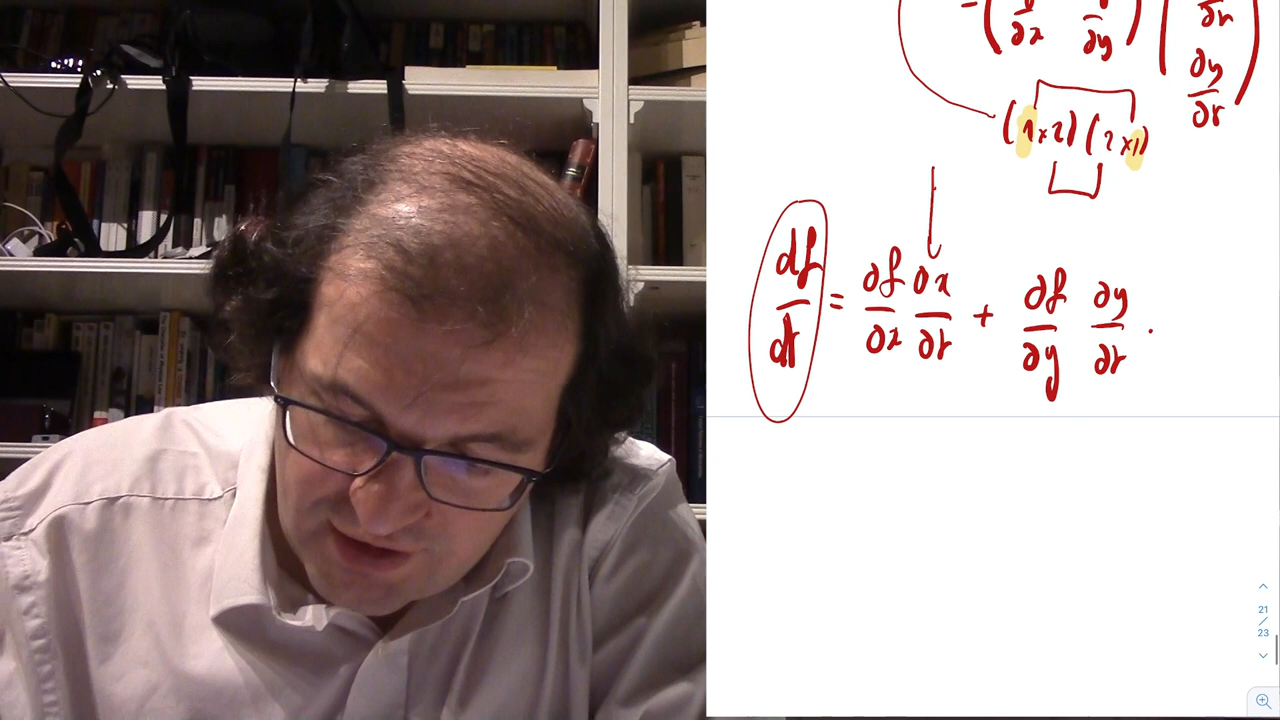 = ( ∂x ∂y ) ( ∂r
∂y/∂r )
(1×2) (2×1)
df/dr = ∂f/∂x ∂x/∂r + ∂f/∂y ∂y/∂r .
21
/
23